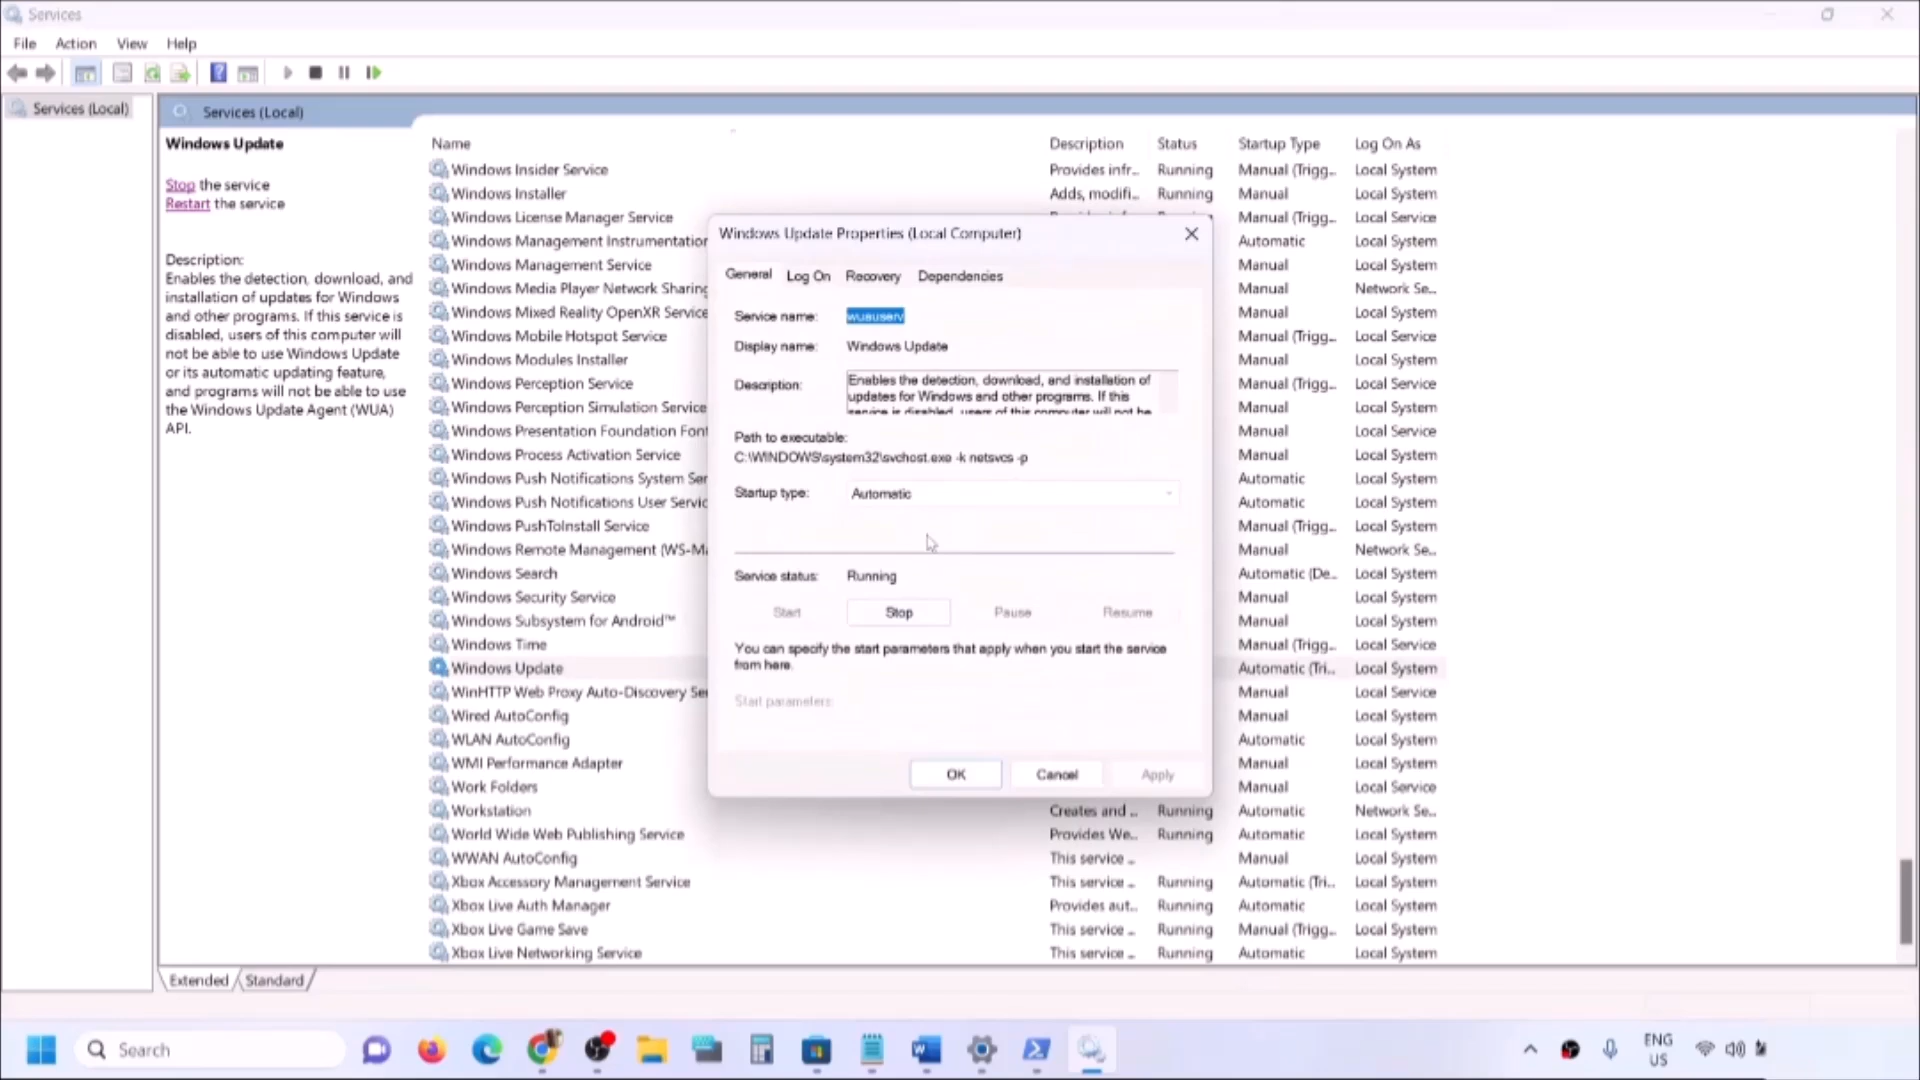 Services
File Action View Help
Services (Local)
Services (Local)
Windows Update
Stop the service
Restart the service
Description:
Enables the detection, download, and
installation of updates for Windows
and other programs. If this service is
disabled, users of this computer will
not be able to use Windows Update
or its automatic updating feature,
and programs will not be able to use
the Windows Update Agent (WUA)
API.
Name Description Status Startup Type Log On As
Windows Insider Service Provides infr... Running Manual (Trigg... Local System
Windows Installer Adds, modifi... Running Manual Local System
Windows License Manager Service Manual (Trigg... Local Service
Windows Management Instrumentation Automatic Local System
Windows Management Service Manual Local System
Windows Media Player Network Sharing Manual Network Se...
Windows Mixed Reality OpenXR Service Manual Local System
Windows Mobile Hotspot Service Manual (Trigg... Local Service
Windows Modules Installer Manual Local System
Windows Perception Service Manual (Trigg... Local Service
Windows Perception Simulation Service Manual Local System
Windows Presentation Foundation Font Manual Local Service
Windows Process Activation Service Manual Local System
Windows Push Notifications System Ser Automatic Local System
Windows Push Notifications User Servic Automatic Local System
Windows PushToInstall Service Manual (Trigg... Local System
Windows Remote Management (WS-Ma Manual Network Se...
Windows Search Automatic (De... Local System
Windows Security Service Manual Local System
Windows Subsystem for Android™ Manual Local System
Windows Time Manual (Trigg... Local Service
Windows Update Automatic (Tri... Local System
WinHTTP Web Proxy Auto-Discovery Ser Manual Local Service
Wired AutoConfig Manual Local System
WLAN AutoConfig Automatic Local System
WMI Performance Adapter Manual Local System
Work Folders Manual Local Service
Workstation Creates and ... Running Automatic Network Se...
World Wide Web Publishing Service Provides We... Running Automatic Local System
WWAN AutoConfig This service ... Manual Local System
Xbox Accessory Management Service This service ... Running Automatic (Tri... Local System
Xbox Live Auth Manager Provides aut... Running Automatic Local System
Xbox Live Game Save This service ... Running Manual (Trigg... Local System
Xbox Live Networking Service This service ... Running Automatic Local System
Windows Update Properties (Local Computer)
General Log On Recovery Dependencies
Service name: wuauserv
Display name: Windows Update
Description: Enables the detection, download, and installation of
updates for Windows and other programs. If this
service is disabled, users of this computer will not be
Path to executable:
C:\WINDOWS\system32\svchost.exe -k netsvcs -p
Startup type: Automatic
Service status: Running
Start Stop Pause Resume
You can specify the start parameters that apply when you start the service
from here.
Start parameters:
OK Cancel Apply
Extended Standard
Search
ENG
US